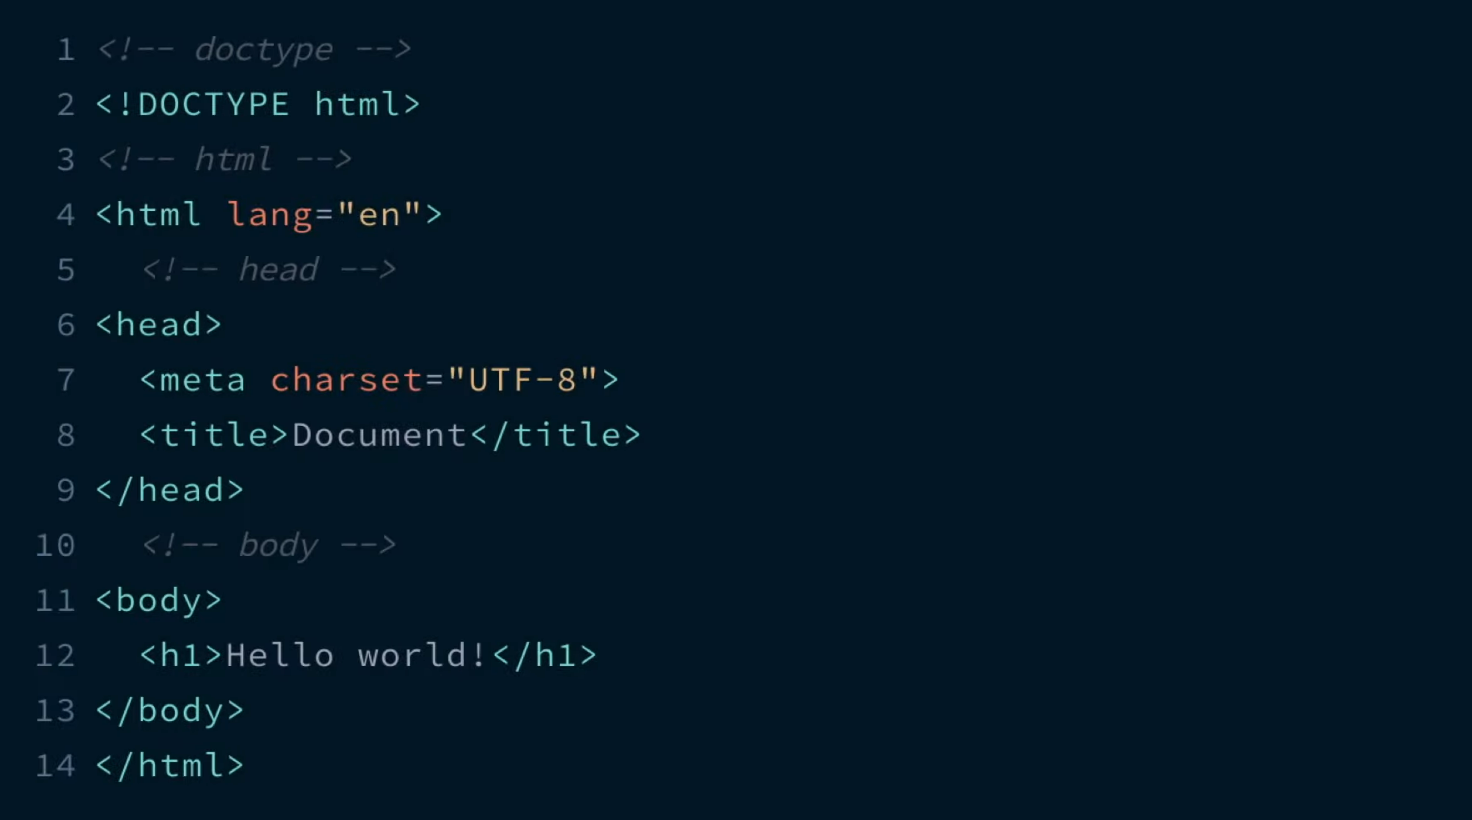 1 <!-- doctype -->
2 <!DOCTYPE html>
3 <!-- html -->
4 <html lang="en">
5   <!-- head -->
6 <head>
7   <meta charset="UTF-8">
8   <title>Document</title>
9 </head>
10   <!-- body -->
11 <body>
12   <h1>Hello world!</h1>
13 </body>
14 </html>